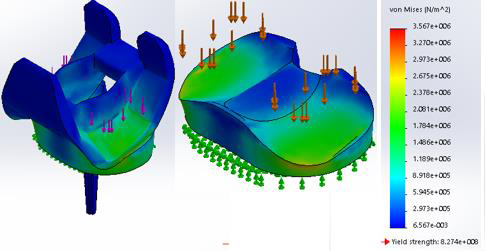 von Mises (N/m^2)
3.567e+006
3.270e+006
2.973e+006
2.675e+006
2.378e+006
2.081e+006
1.784e+006
1.486e+006
1.189e+006
8.918e+005
5.945e+005
2.973e+005
6.567e-003
Yield strength: 8.274e+008